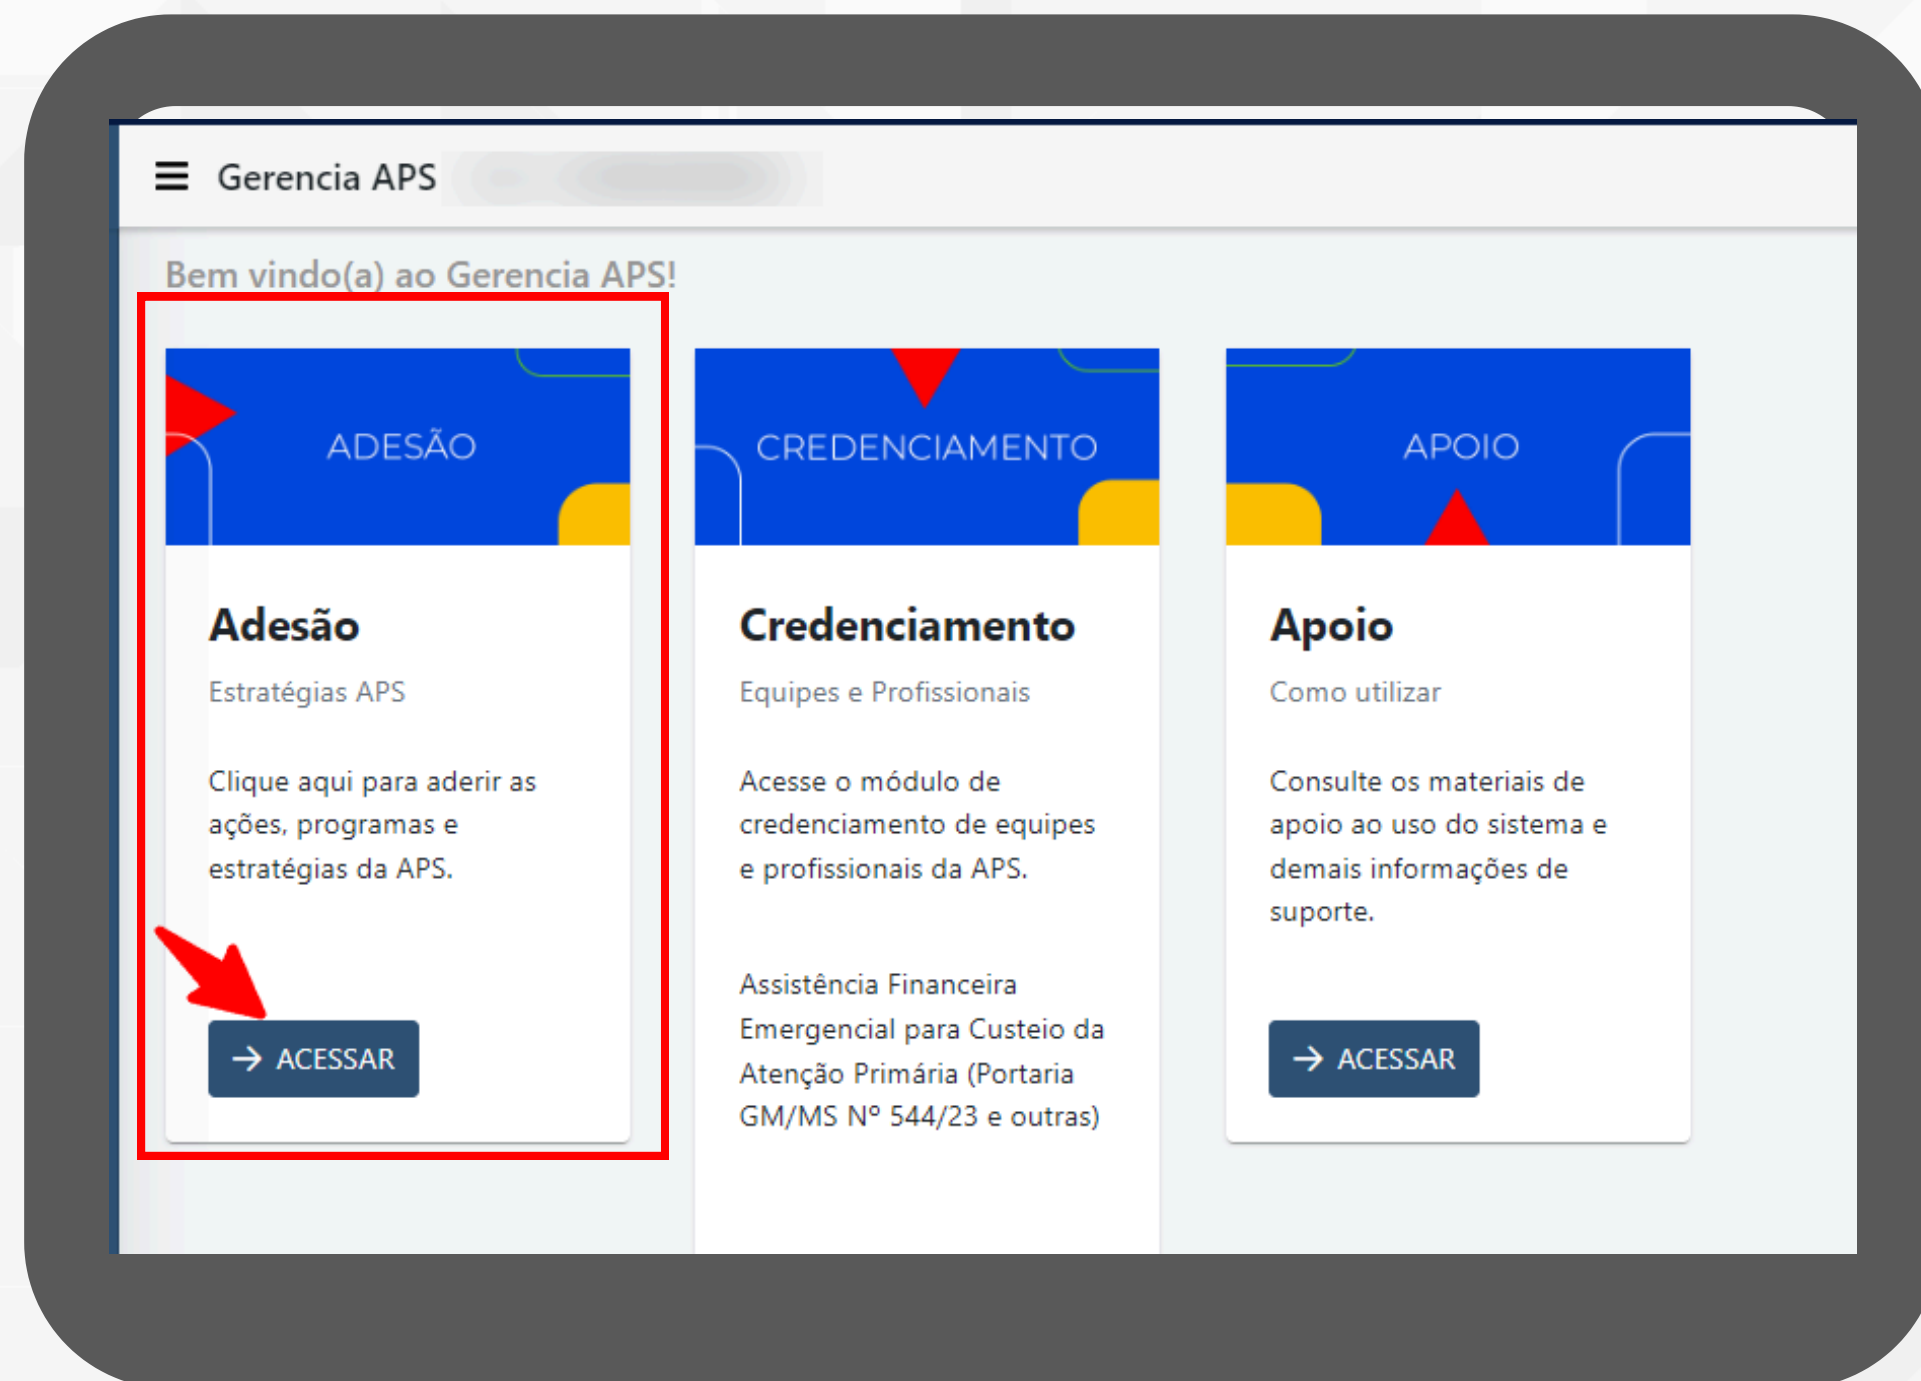 Gerencia APS
Bem vindo(a) ao Gerencia APS!
ADESÃO
Adesão
Estratégias APS
Clique aqui para aderir as
ações, programas e
estratégias da APS.
ACESSAR
CREDENCIAMENTO
Credenciamento
Equipes e Profissionais
Acesse o módulo de
credenciamento de equipes
e profissionais da APS.
Assistência Financeira
Emergencial para Custeio da
Atenção Primária (Portaria
GM/MS Nº 544/23 e outras)
APOIO
Apoio
Como utilizar
Consulte os materiais de
apoio ao uso do sistema e
demais informações de
suporte.
ACESSAR